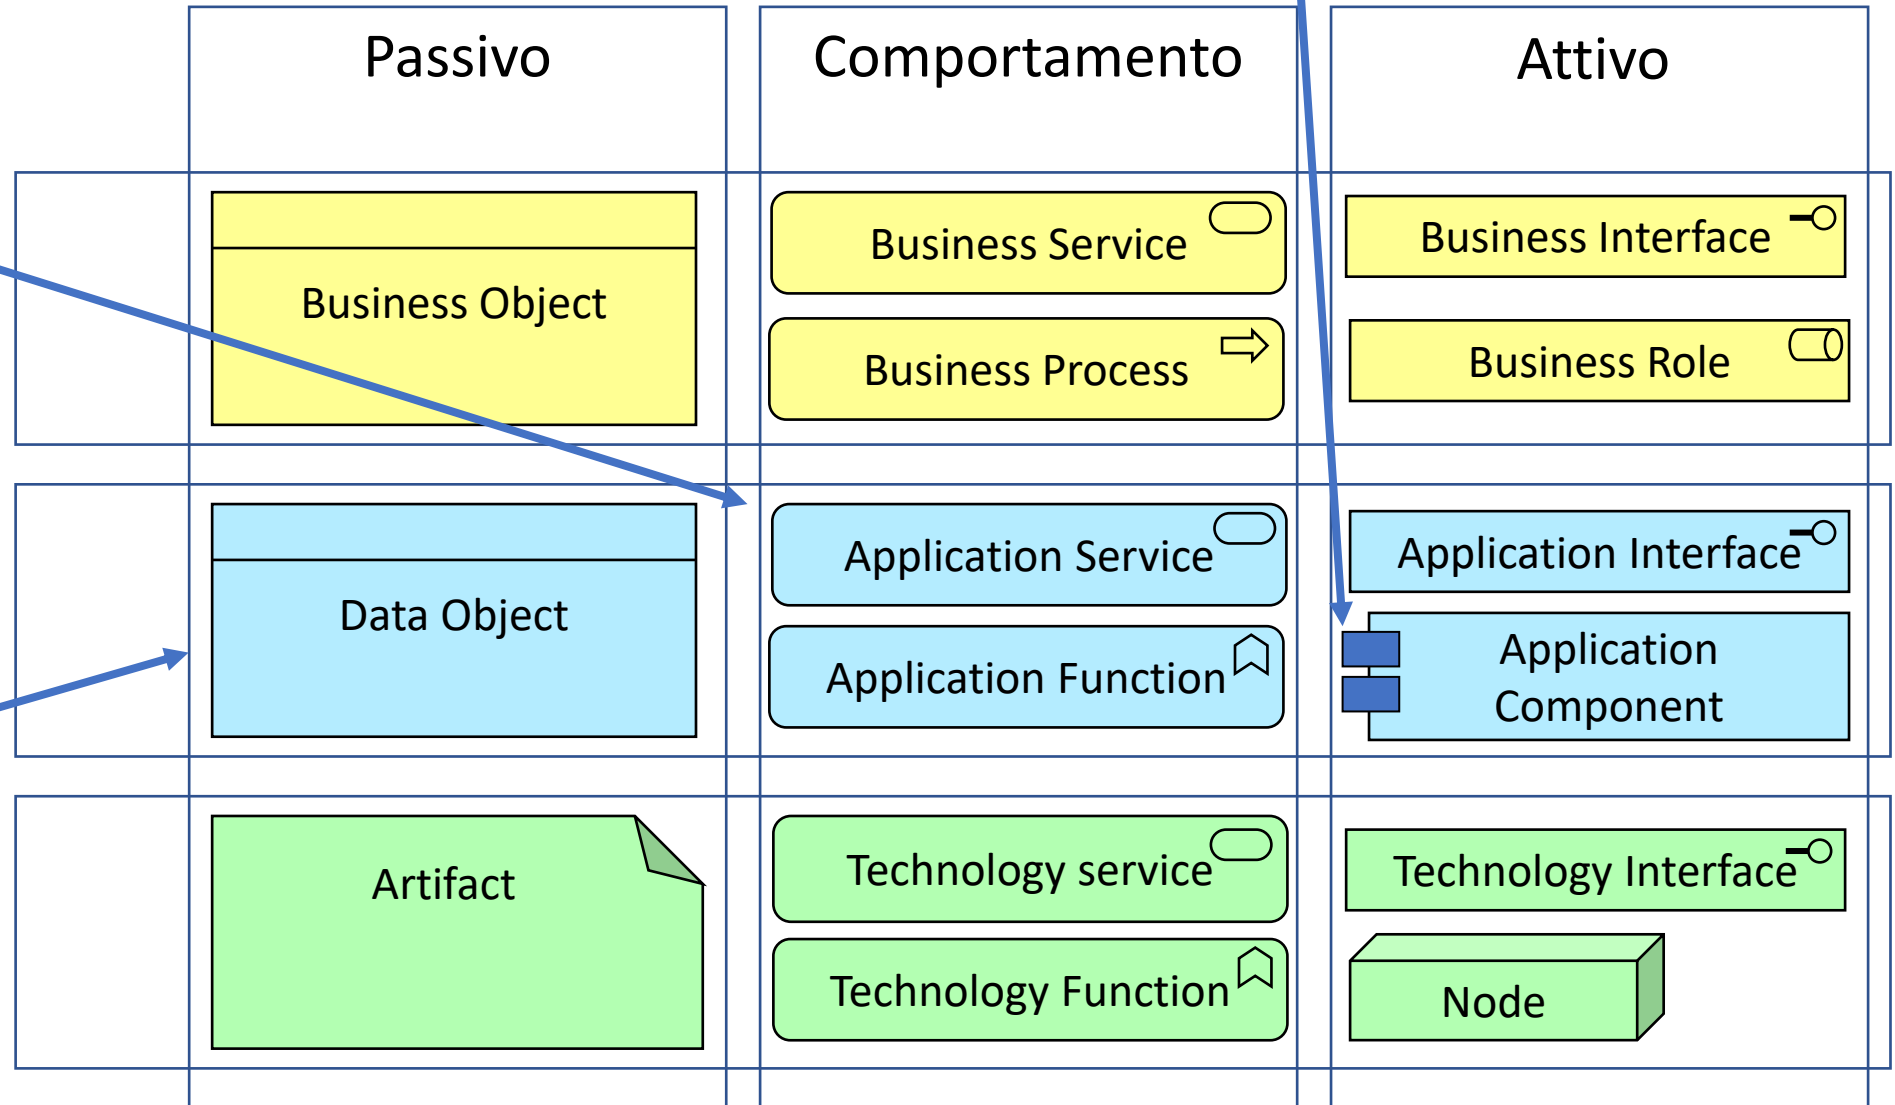 Passivo
Comportamento
Attivo
Business Object
Business Service
Business Interface
Business Process
Business Role
Data Object
Application Service
Application Interface
Application Function
Application
Component
Artifact
Technology service
Technology Interface
Technology Function
Node